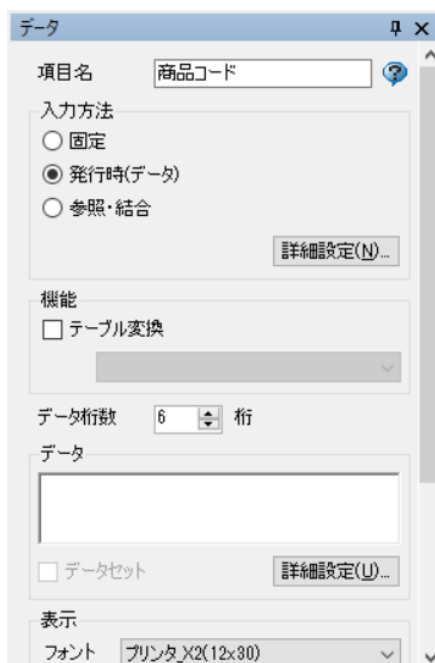 データ
項目名 商品コード
入力方法
固定
発行時(データ)
参照・結合
詳細設定(N)...
機能
テーブル変換
データ桁数 6 桁
データ
データセット 詳細設定(U)...
表示
フォント プリンタ_X2(12x30)